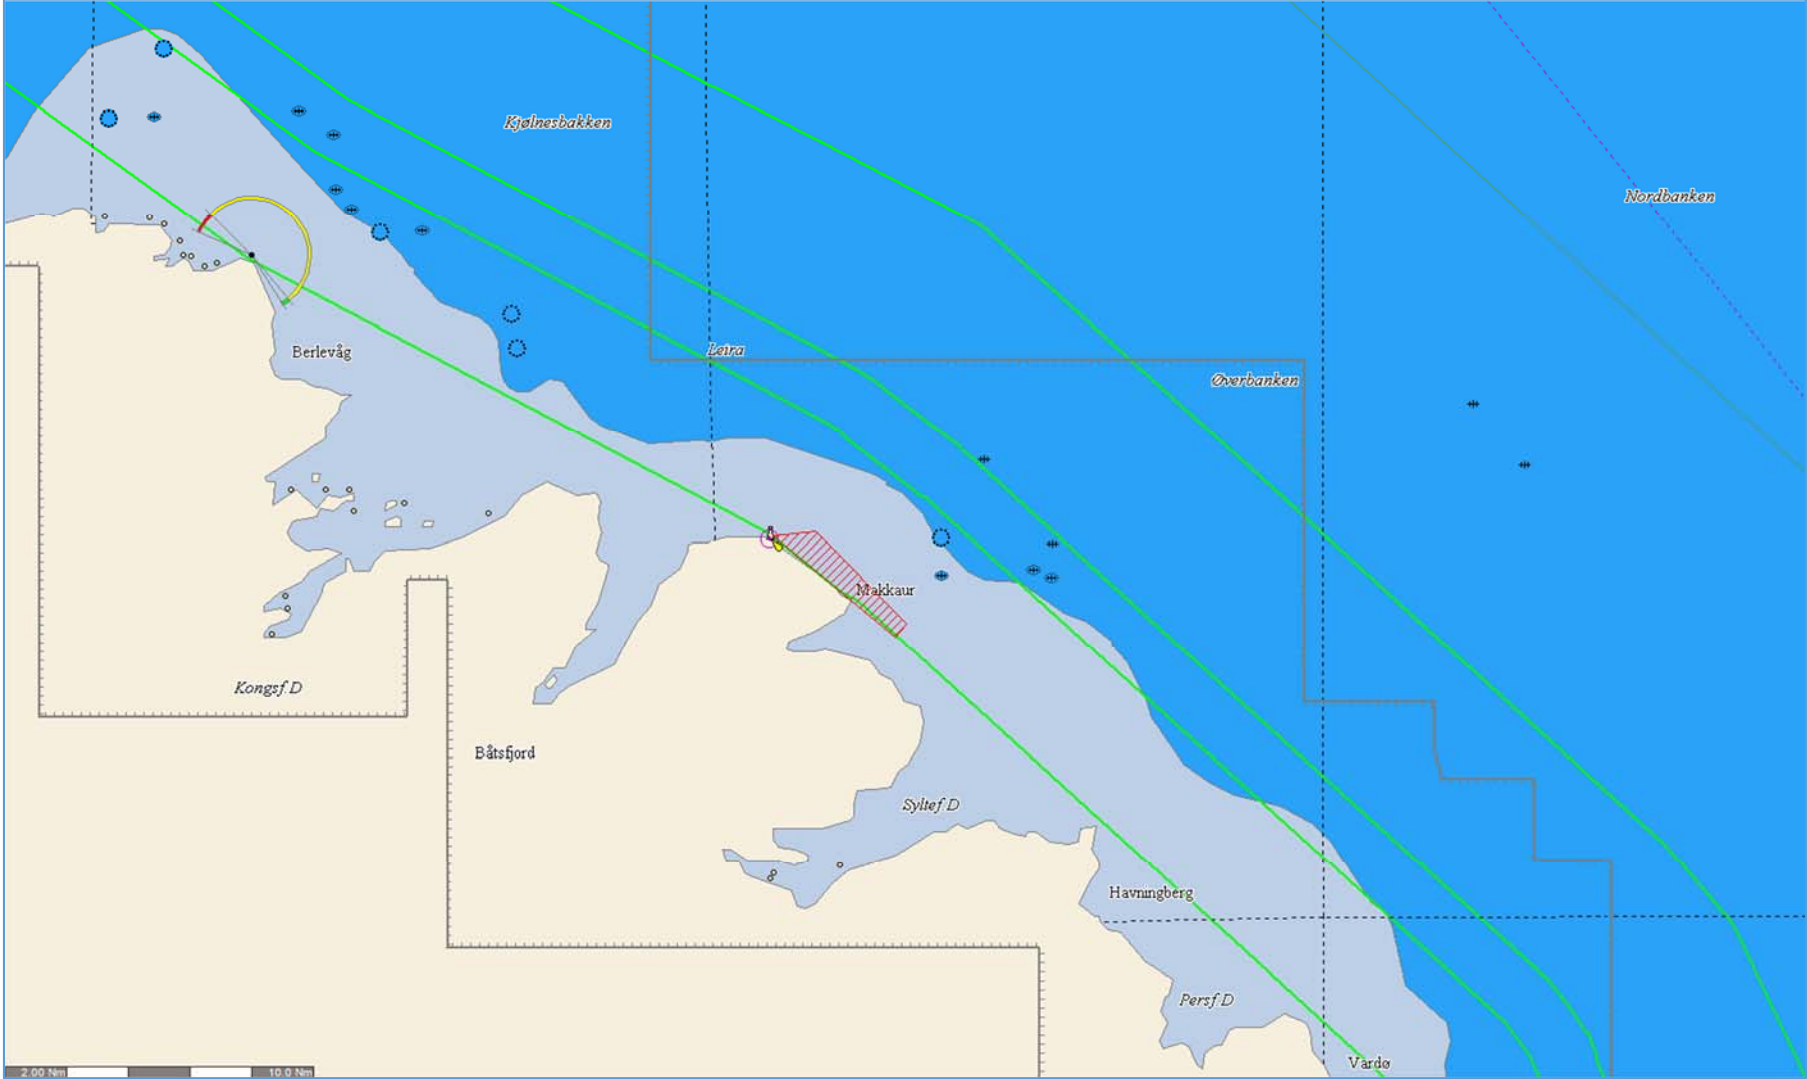 Kjølnesbakken
Nordbanken
Berlevåg
Leira
Øverbanken
Makkaur
Kongsf.D
Båtsfjord
Syltef.D
Havningberg
Persf.D
Vardø
2.00 Nm 10.0 Nm